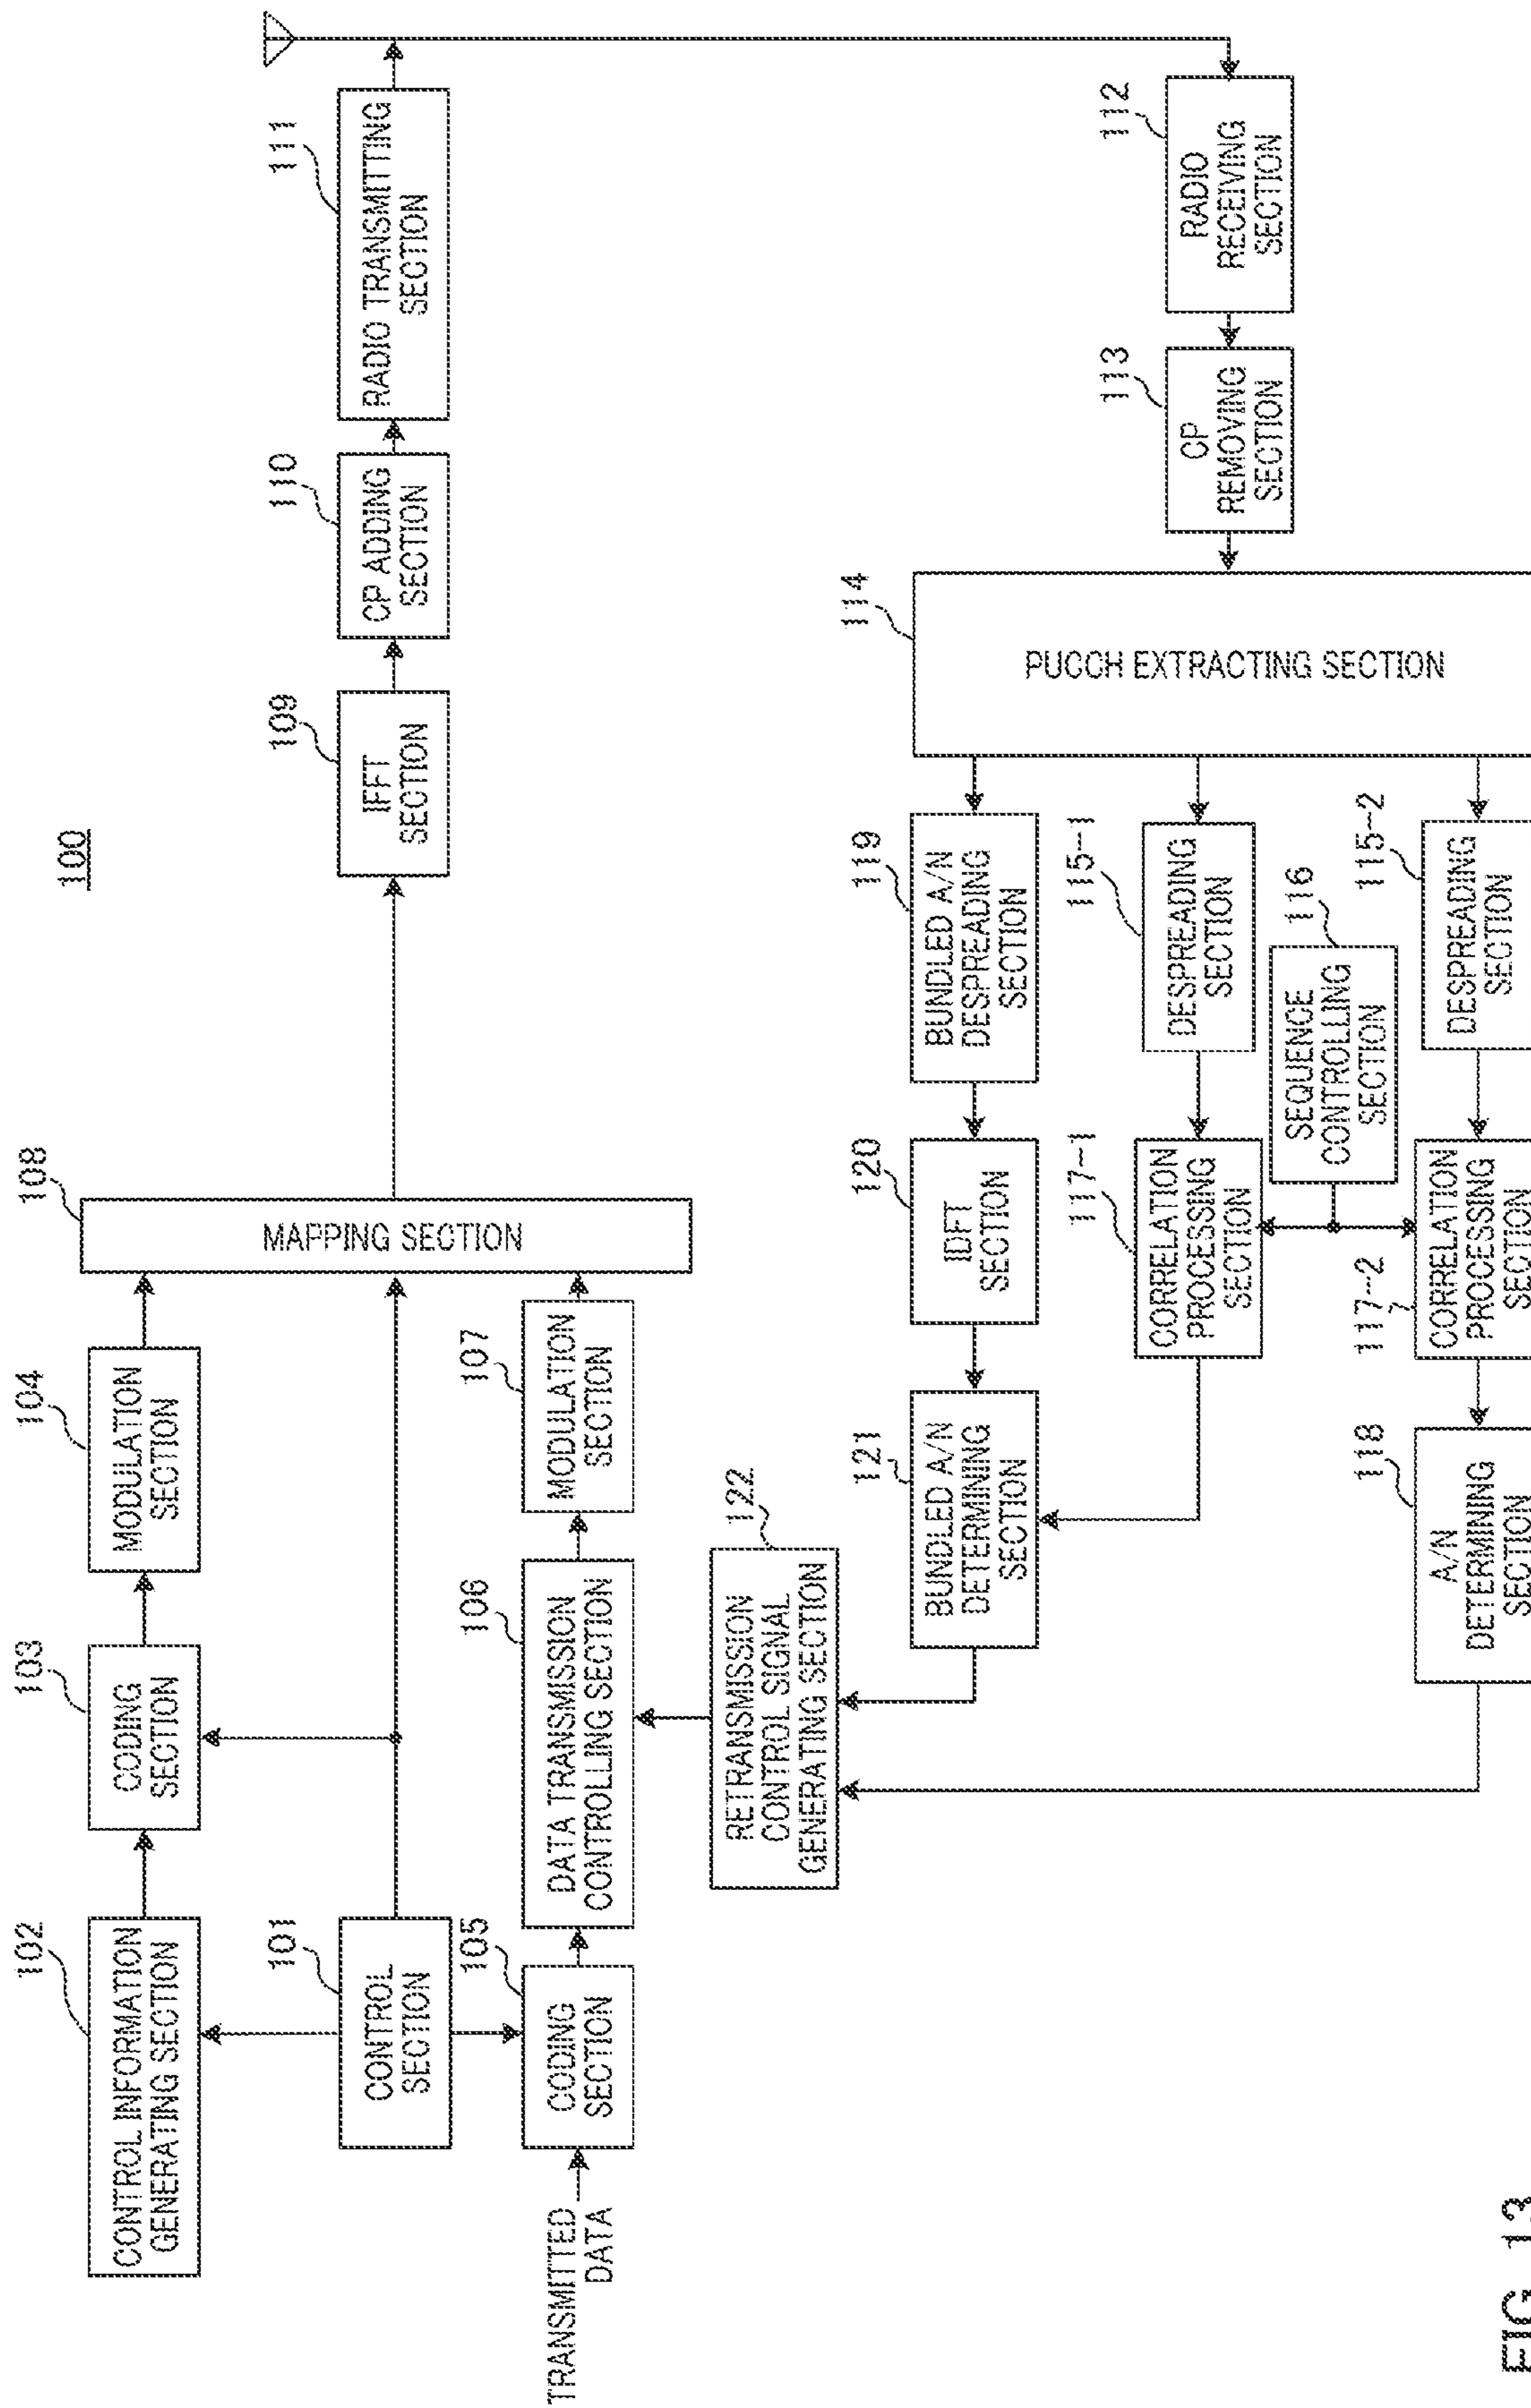 100
102
CONTROL INFORMATION
GENERATING SECTION
103
CODING
SECTION
104
MODULATION
SECTION
108
MAPPING SECTION
109
IFFT
SECTION
110
CP ADDING
SECTION
111
RADIO TRANSMITTING
SECTION
101
CONTROL
SECTION
TRANSMITTED
DATA
105
CODING
SECTION
106
DATA TRANSMISSION
CONTROLLING SECTION
107
MODULATION
SECTION
122
RETRANSMISSION
CONTROL SIGNAL
GENERATING SECTION
121
BUNDLED A/N
DETERMINING
SECTION
120
IDFT
SECTION
119
BUNDLED A/N
DESPREADING
SECTION
114
PUCCH EXTRACTING SECTION
113
CP
REMOVING
SECTION
112
RADIO
RECEIVING
SECTION
117-1
CORRELATION
PROCESSING
SECTION
115-1
DESPREADING
SECTION
116
SEQUENCE
CONTROLLING
SECTION
118
A/N
DETERMINING
SECTION
117-2
CORRELATION
PROCESSING
SECTION
115-2
DESPREADING
SECTION
FIG. 13